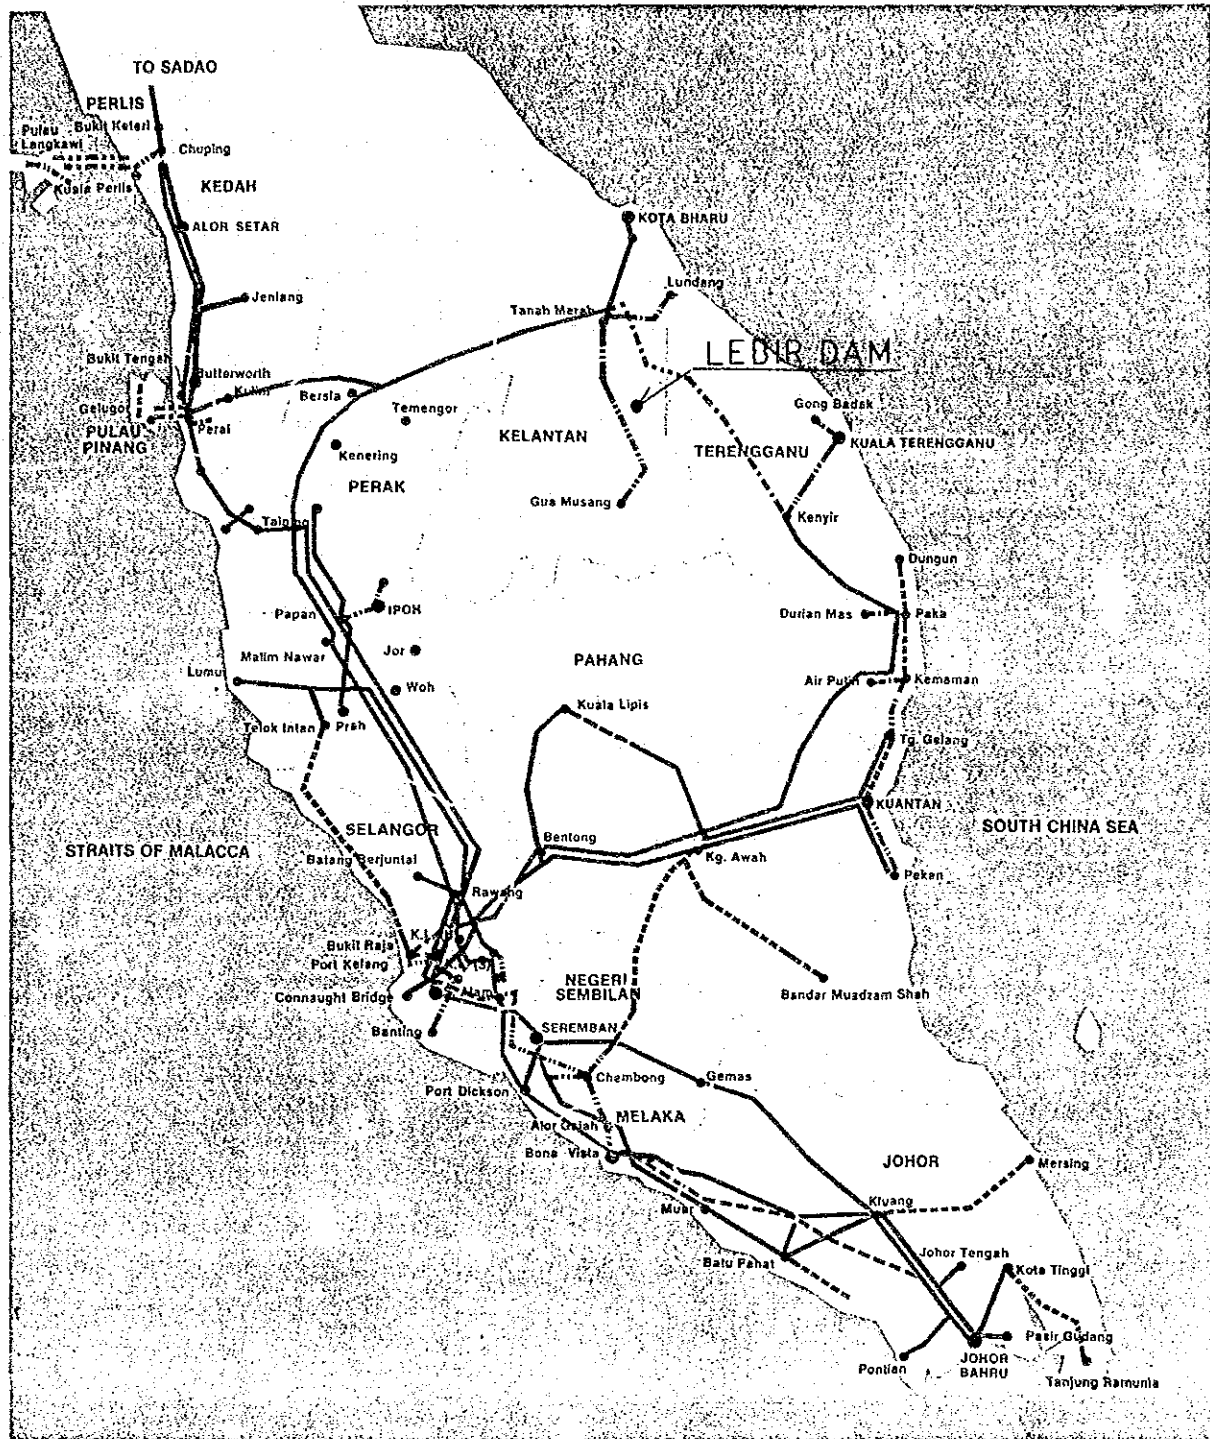 TO SADAO
PERLIS
Bukit Keteri
Pulau
Langkawi
Chuping
Kuala Perlis
KEDAH
ALOR SETAR
KOTA BHARU
Lundang
Jeniang
Tanah Merah
LEBIR DAM
Bukit Tengah
Butterworth
Kulim
Bersia
Temengor
Gelugor
PULAU
PINANG
Perai
Kenering
PERAK
KELANTAN
TERENGGANU
Gong Badak
KUALA TERENGGANU
Gua Musang
Kenyir
Taiping
Dungun
Papan
IPOH
Durian Mas
Paka
Malim Nawar
Jor
PAHANG
Lumut
Woh
Air Putih
Kemaman
Kuala Lipis
Telok Intan
Prah
Tg. Gelang
KUANTAN
SELANGOR
Bentong
SOUTH CHINA SEA
STRAITS OF MALACCA
Batang Berjuntai
Kg. Awah
Pekan
Rawang
Bukit Raja
Port Kelang
NEGERI
SEMBILAN
Connaught Bridge
Alam
Bandar Muadzam Shah
Banting
SEREMBAN
Port Dickson
Chembong
Gemas
Alor Gajah
MELAKA
Bona Vista
JOHOR
Mersing
Muar
Kluang
Batu Pahat
Johor Tengah
Kota Tinggi
Pasir Gudang
Pontian
JOHOR
BAHRU
Tanjung Ramunia